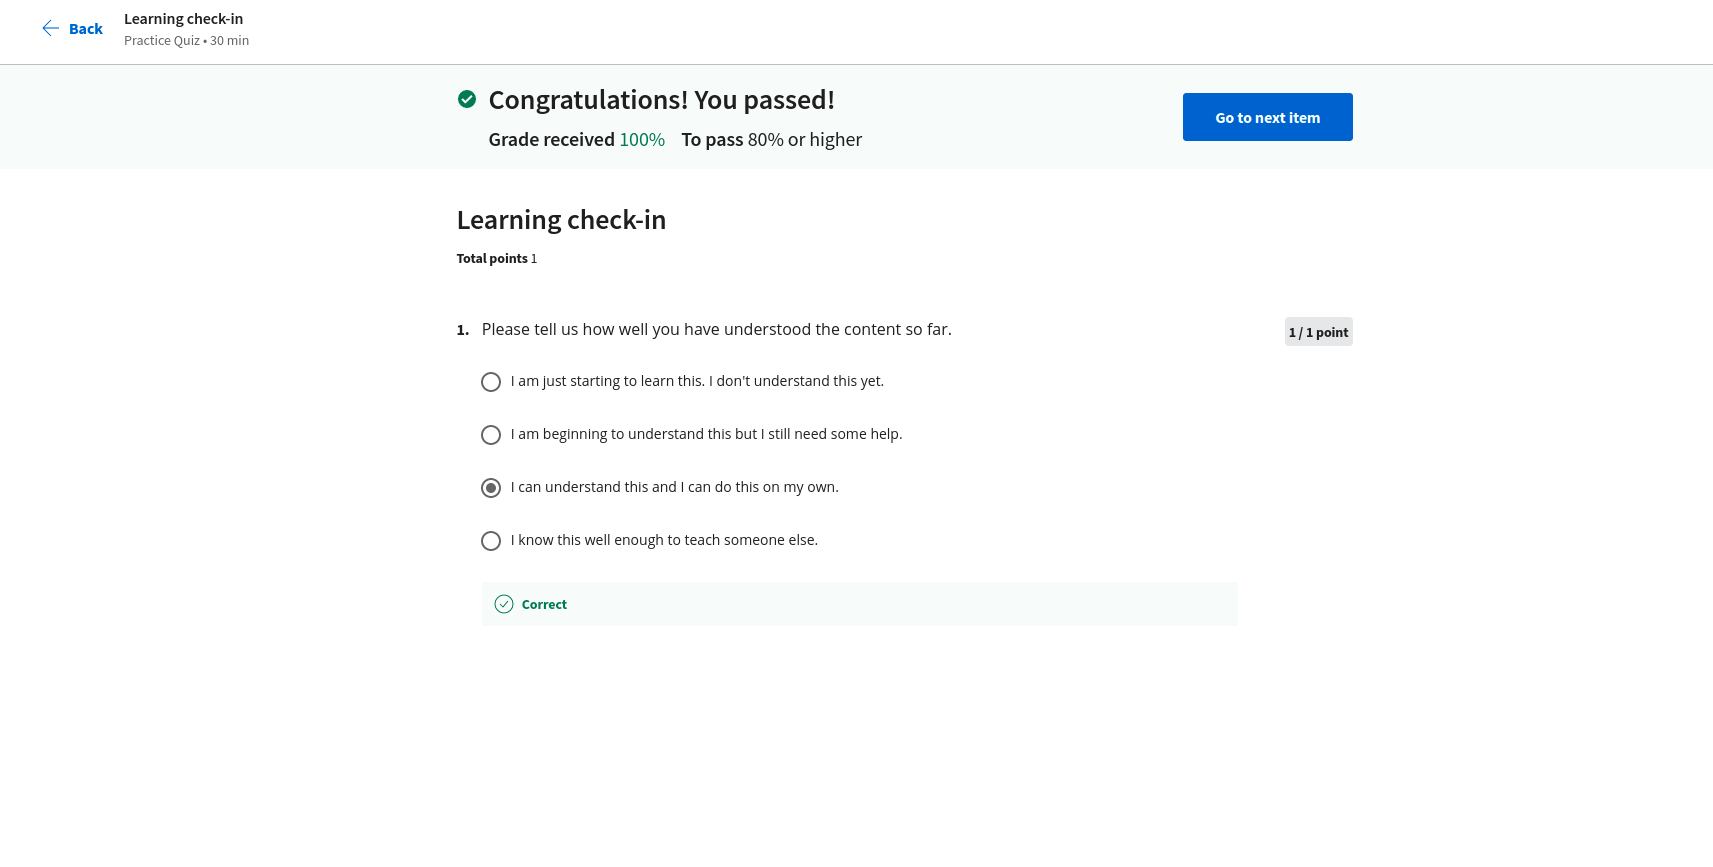 Back
Learning check-in
Practice Quiz • 30 min
Congratulations! You passed!
Grade received 100% To pass 80% or higher
Go to next item
Learning check-in
Total points 1
1. Please tell us how well you have understood the content so far.
1 / 1 point
I am just starting to learn this. I don't understand this yet.
I am beginning to understand this but I still need some help.
I can understand this and I can do this on my own.
I know this well enough to teach someone else.
Correct